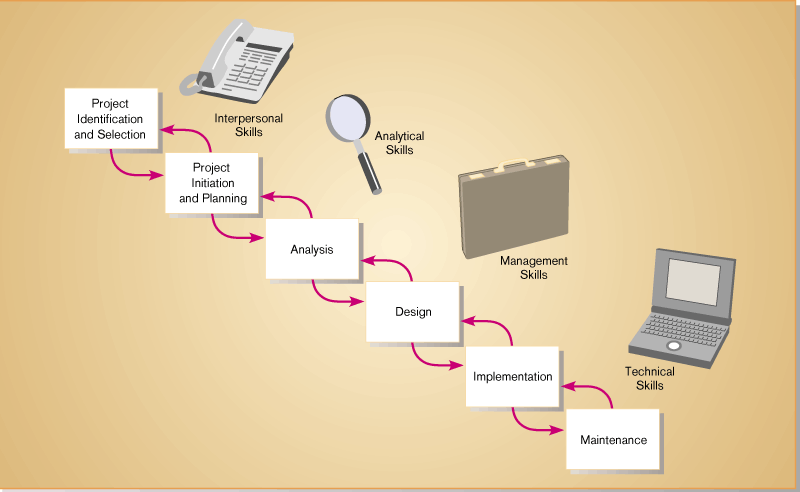 Project
Identification
and Selection
Interpersonal
Skills
Analytical
Skills
Project
Initiation
and Planning
Analysis
Management
Skills
Design
Technical
Skills
Implementation
Maintenance